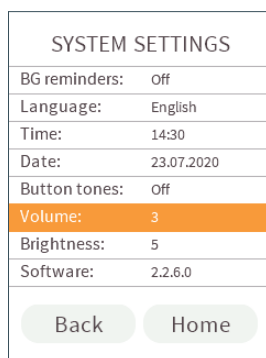 SYSTEM SETTINGS
BG reminders: Off
Language: English
Time: 14:30
Date: 23.07.2020
Button tones: Off
Volume: 3
Brightness: 5
Software: 2.2.6.0
Back Home